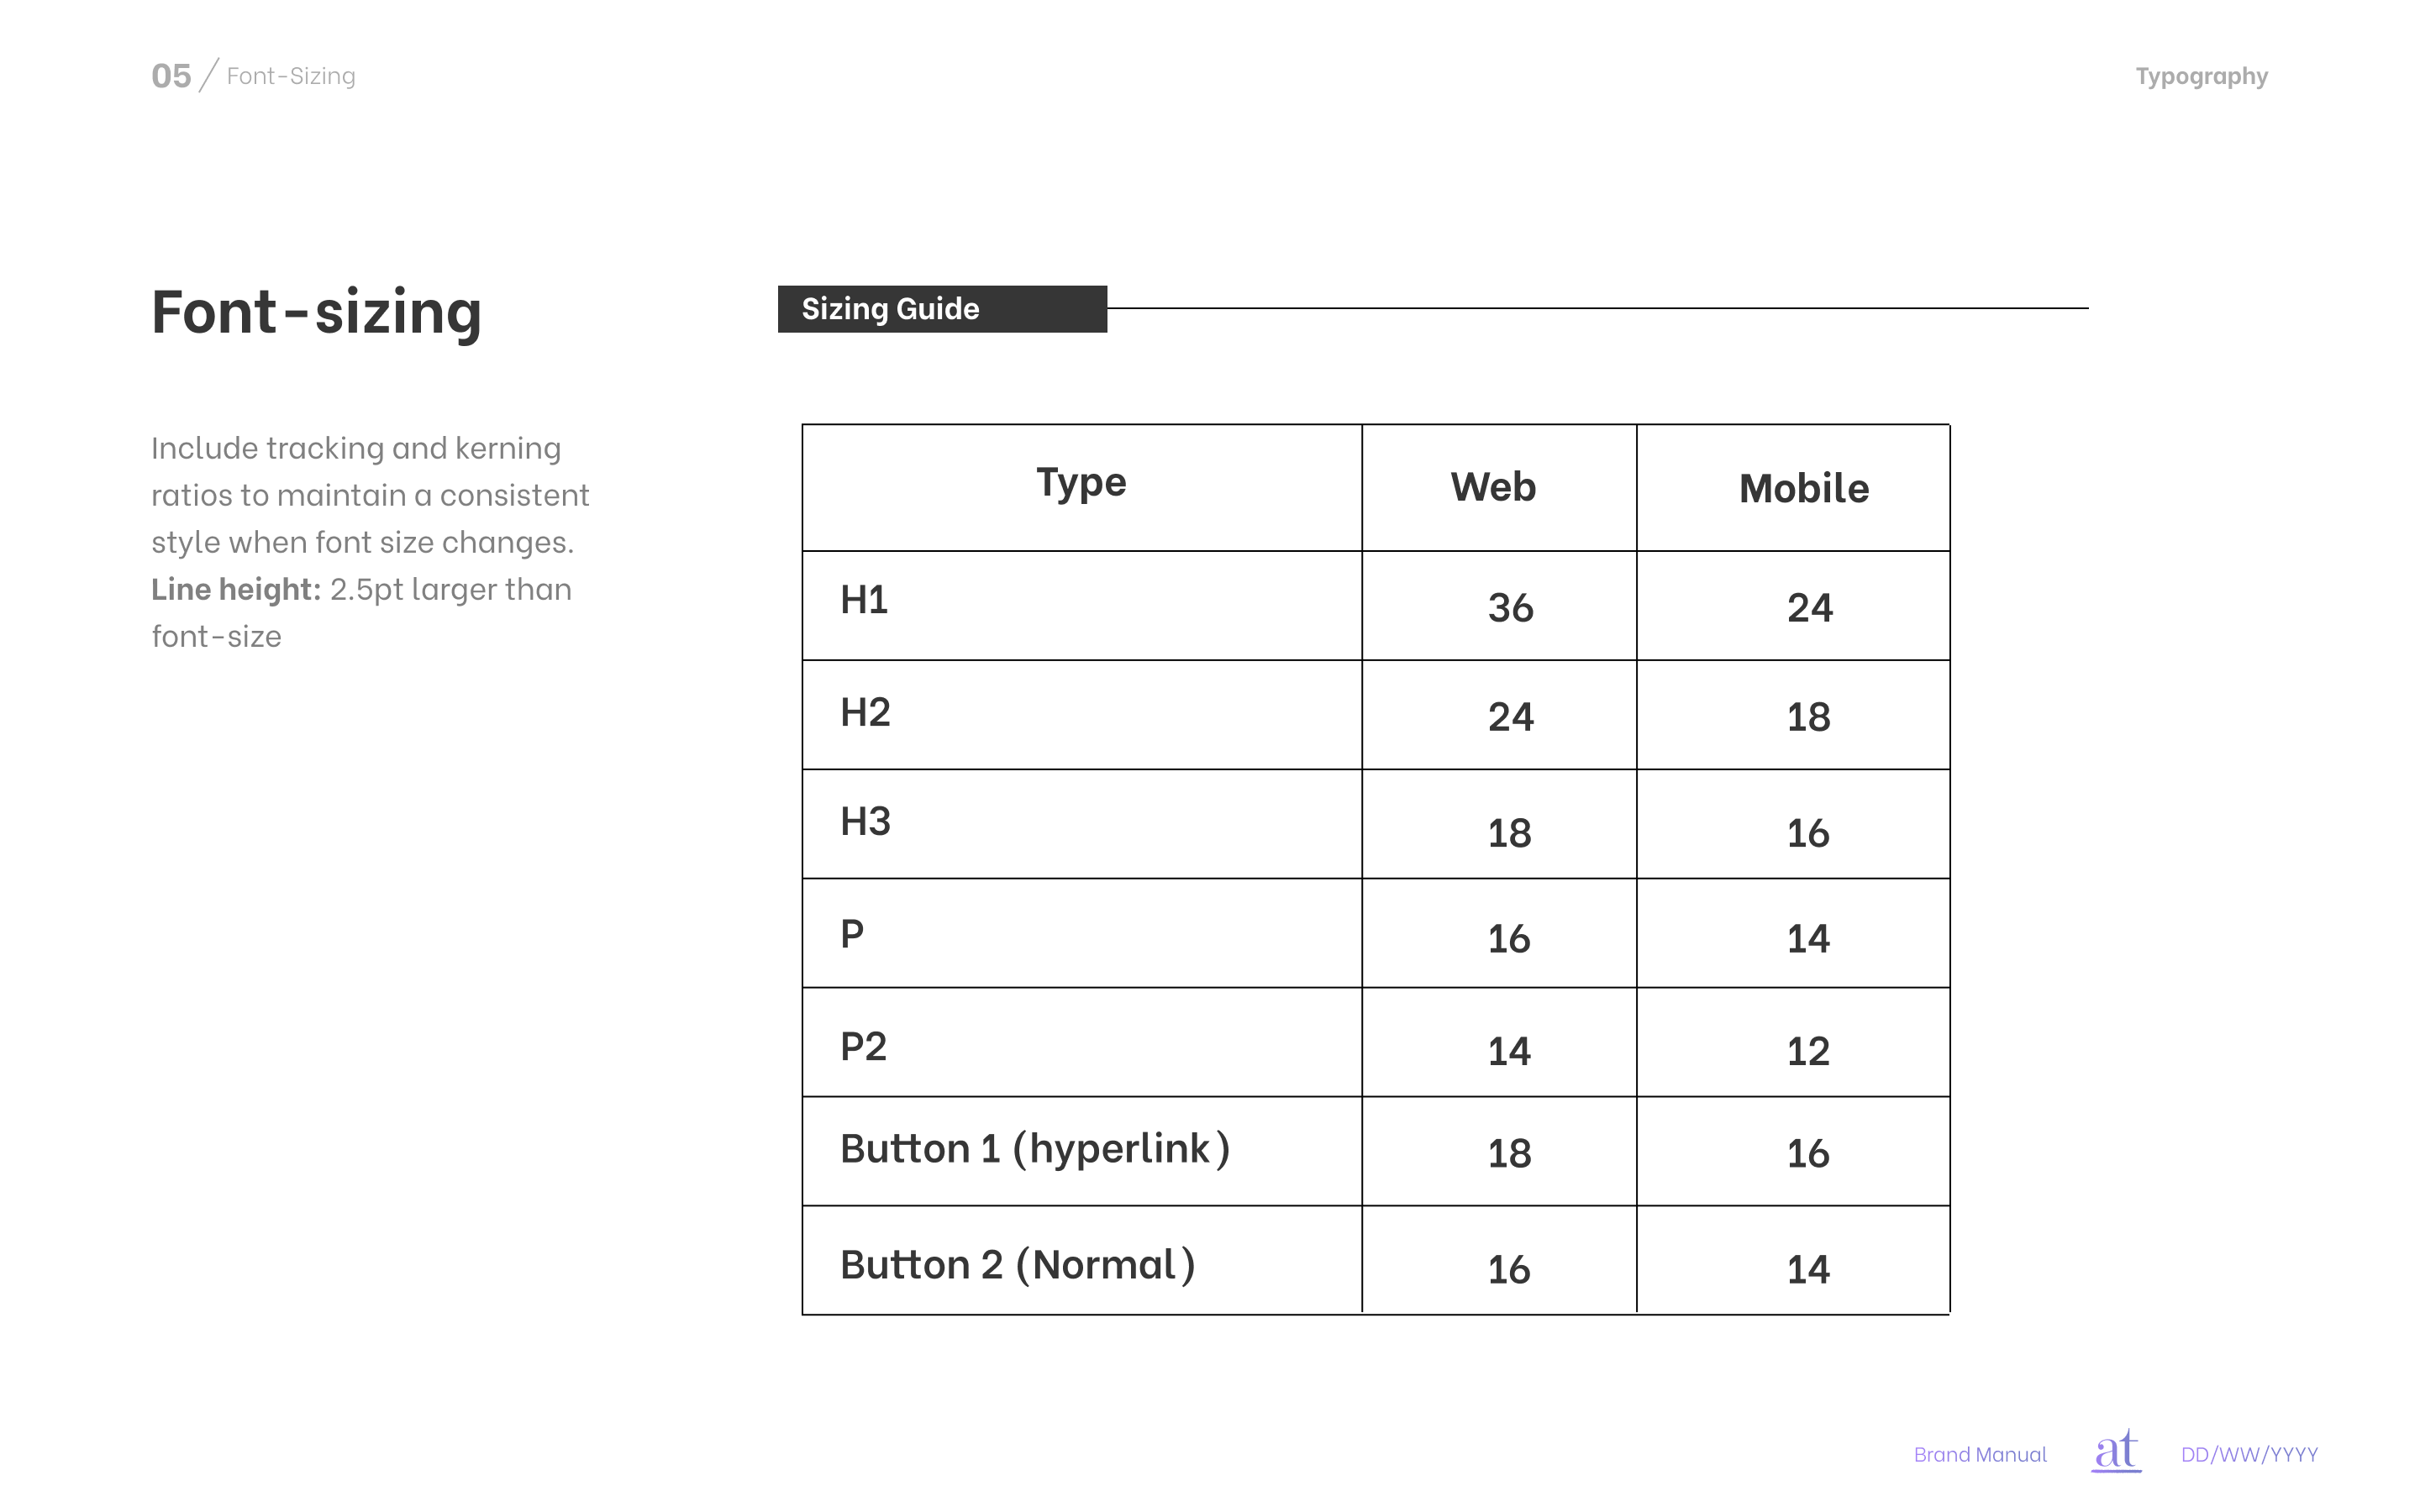 05 / Font-Sizing
Typography
Font-sizing
Include tracking and kerning
ratios to maintain a consistent
style when font size changes.
Line height: 2.5pt larger than
font-size
Sizing Guide
Type Web Mobile
H1 36 24
H2 24 18
H3 18 16
P 16 14
P2 14 12
Button 1 (hyperlink) 18 16
Button 2 (Normal) 16 14
Brand Manual at DD/WW/YYYY